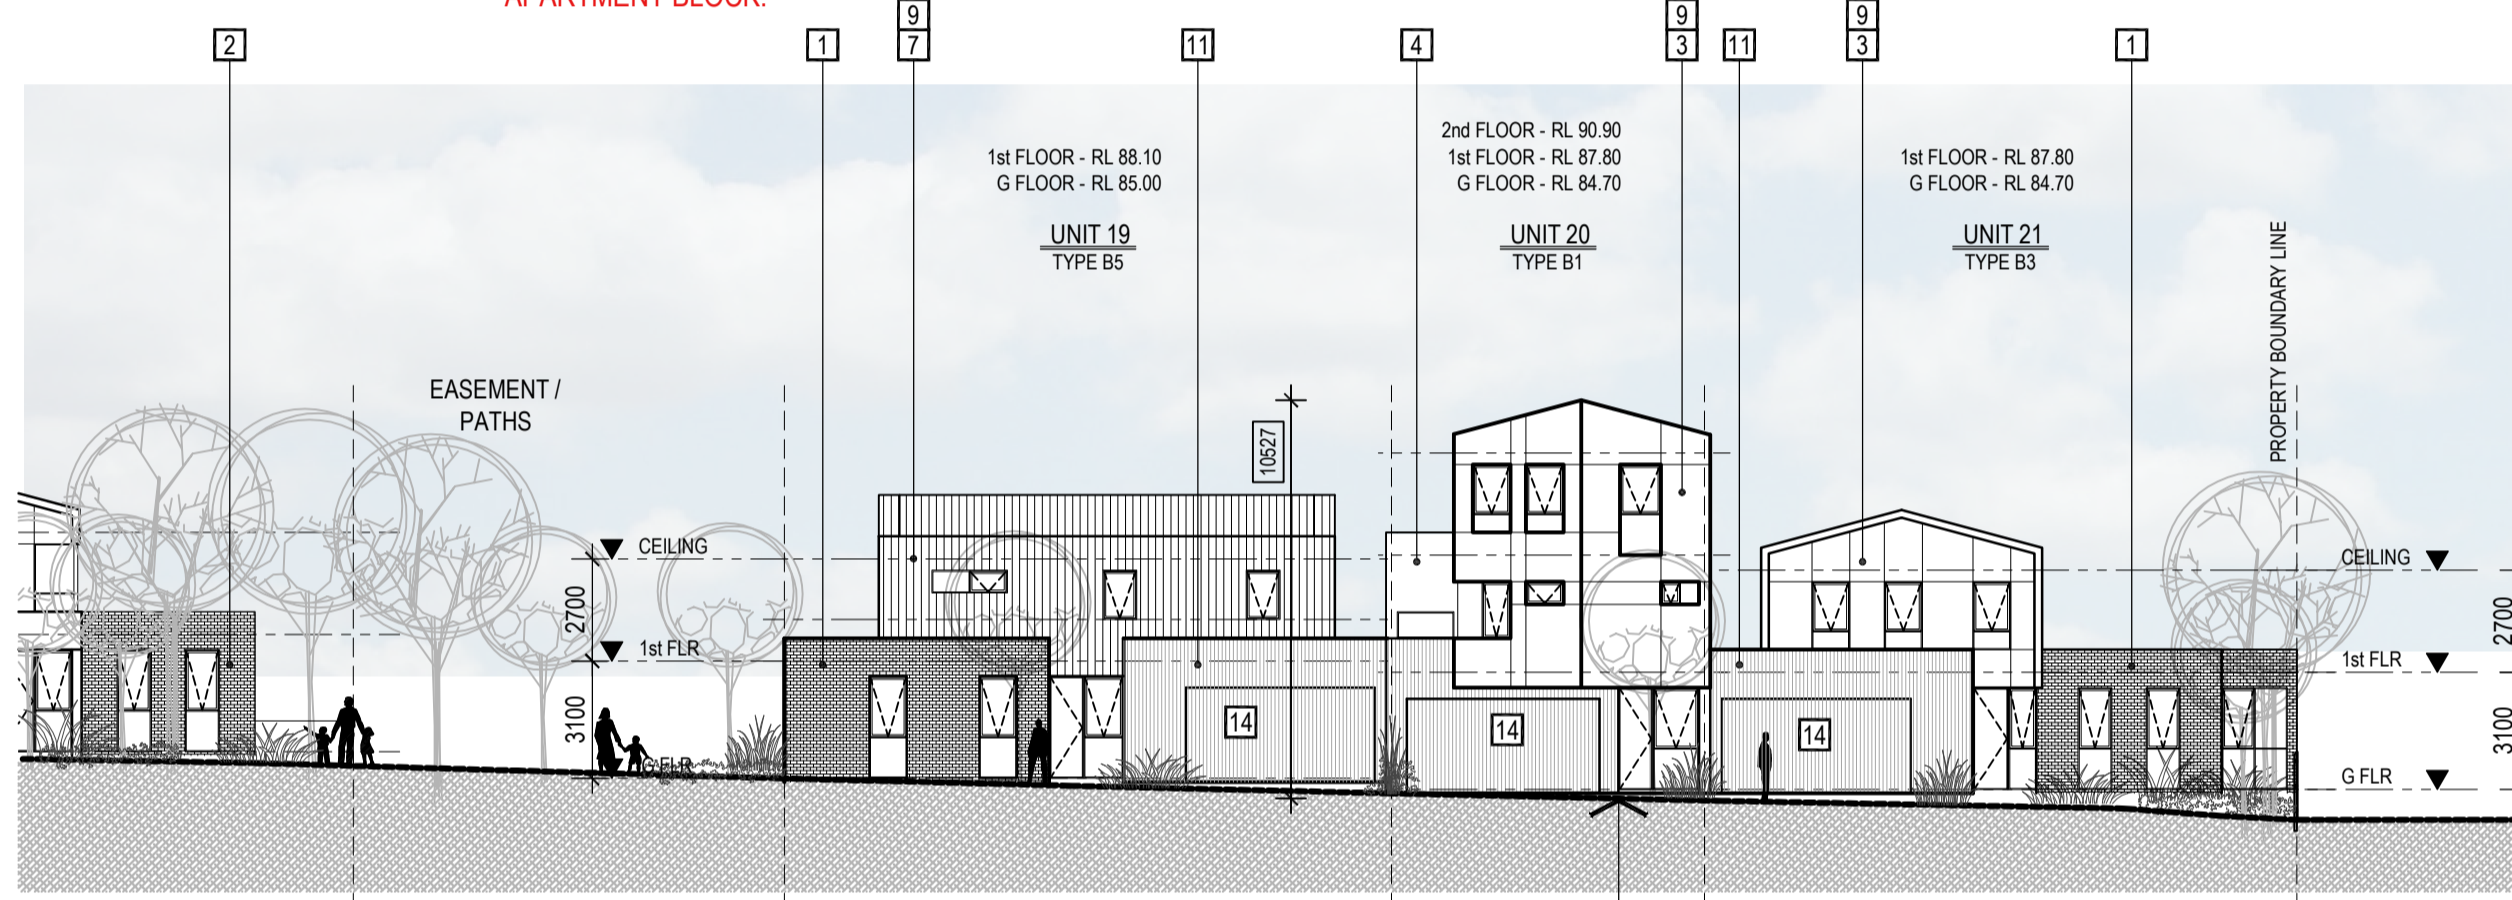 APARTMENT BLOCK.
9
9
9
2
1
7
11
4
3
11
3
1
2nd FLOOR - RL 90.90
1st FLOOR - RL 88.10
1st FLOOR - RL 87.80
1st FLOOR - RL 87.80
G FLOOR - RL 85.00
G FLOOR - RL 84.70
G FLOOR - RL 84.70
UNIT 19
TYPE B5
UNIT 20
TYPE B1
UNIT 21
TYPE B3
PROPERTY BOUNDARY LINE
EASEMENT /
PATHS
10527
CEILING
2700
1st FLR
3100
G FLR
14
14
14
CEILING
2700
1st FLR
3100
G FLR